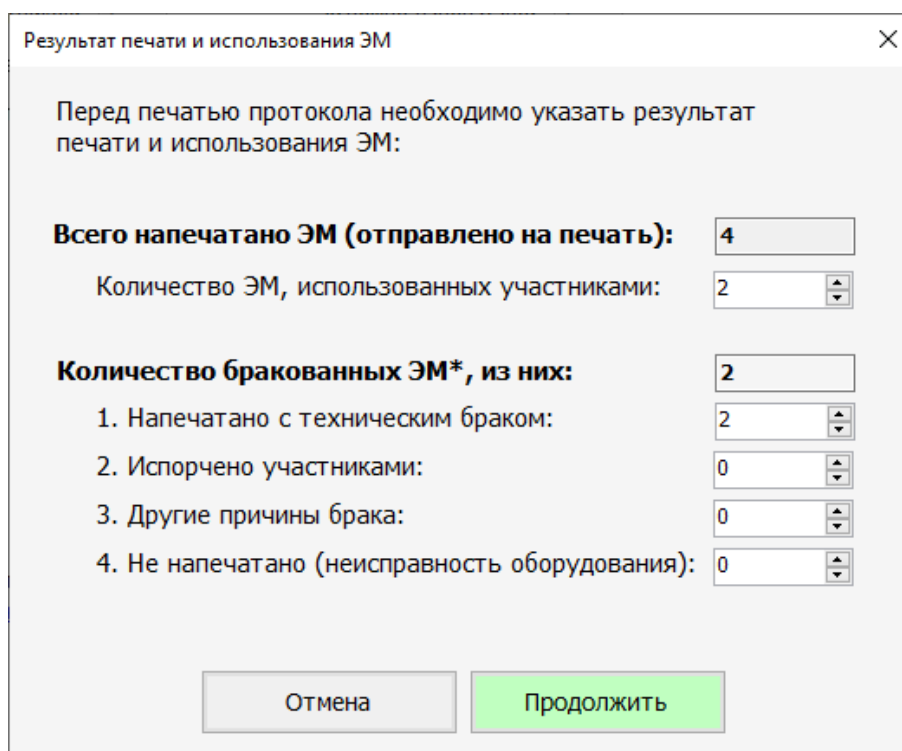 Результат печати и использования ЭМ
Перед печатью протокола необходимо указать результат
печати и использования ЭМ:
Всего напечатано ЭМ (отправлено на печать): 4
Количество ЭМ, использованных участниками: 2
Количество бракованных ЭМ*, из них: 2
1. Напечатано с техническим браком: 2
2. Испорчено участниками: 0
3. Другие причины брака: 0
4. Не напечатано (неисправность оборудования): 0
Отмена Продолжить